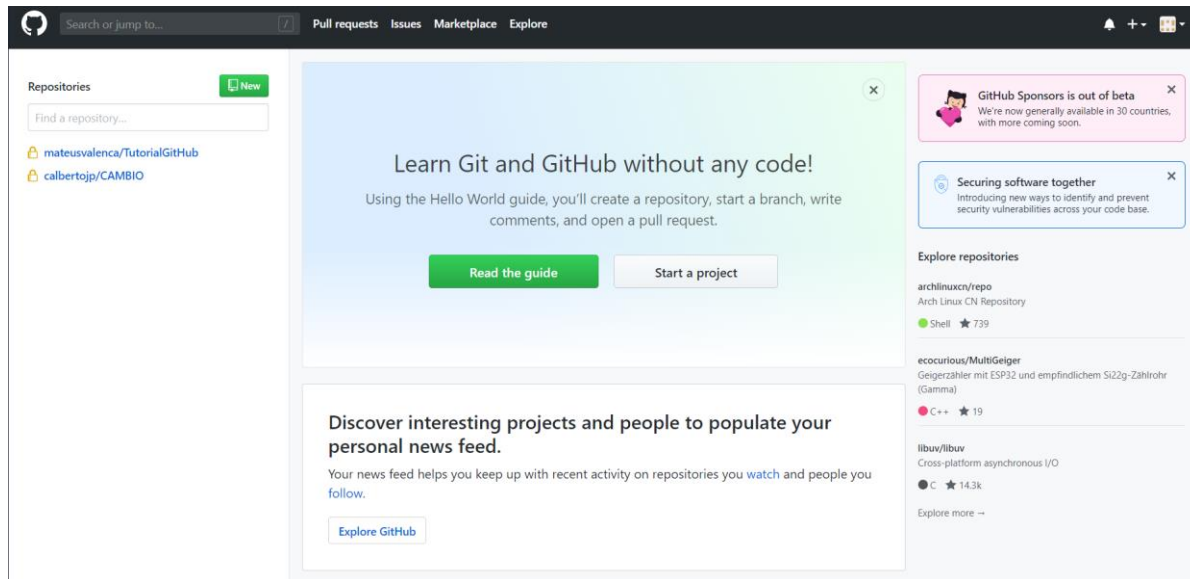 Search or jump to...
/
Pull requests Issues Marketplace Explore
Repositories
New
Find a repository...
mateusvalenca/TutorialGitHub
calbertojp/CAMBIO
Learn Git and GitHub without any code!
Using the Hello World guide, you'll create a repository, start a branch, write
comments, and open a pull request.
Read the guide
Start a project
Discover interesting projects and people to populate your
personal news feed.
Your news feed helps you keep up with recent activity on repositories you watch and people you
follow.
Explore GitHub
GitHub Sponsors is out of beta
We're now generally available in 30 countries,
with more coming soon.
Securing software together
Introducing new ways to identify and prevent
security vulnerabilities across your code base.
Explore repositories
archlinuxcn/repo
Arch Linux CN Repository
Shell 739
ecocurious/MultiGeiger
Geigerzähler mit ESP32 und empfindlichem Si22g-Zählrohr
(Gamma)
C++ 19
libuv/libuv
Cross-platform asynchronous I/O
C 14.3k
Explore more →